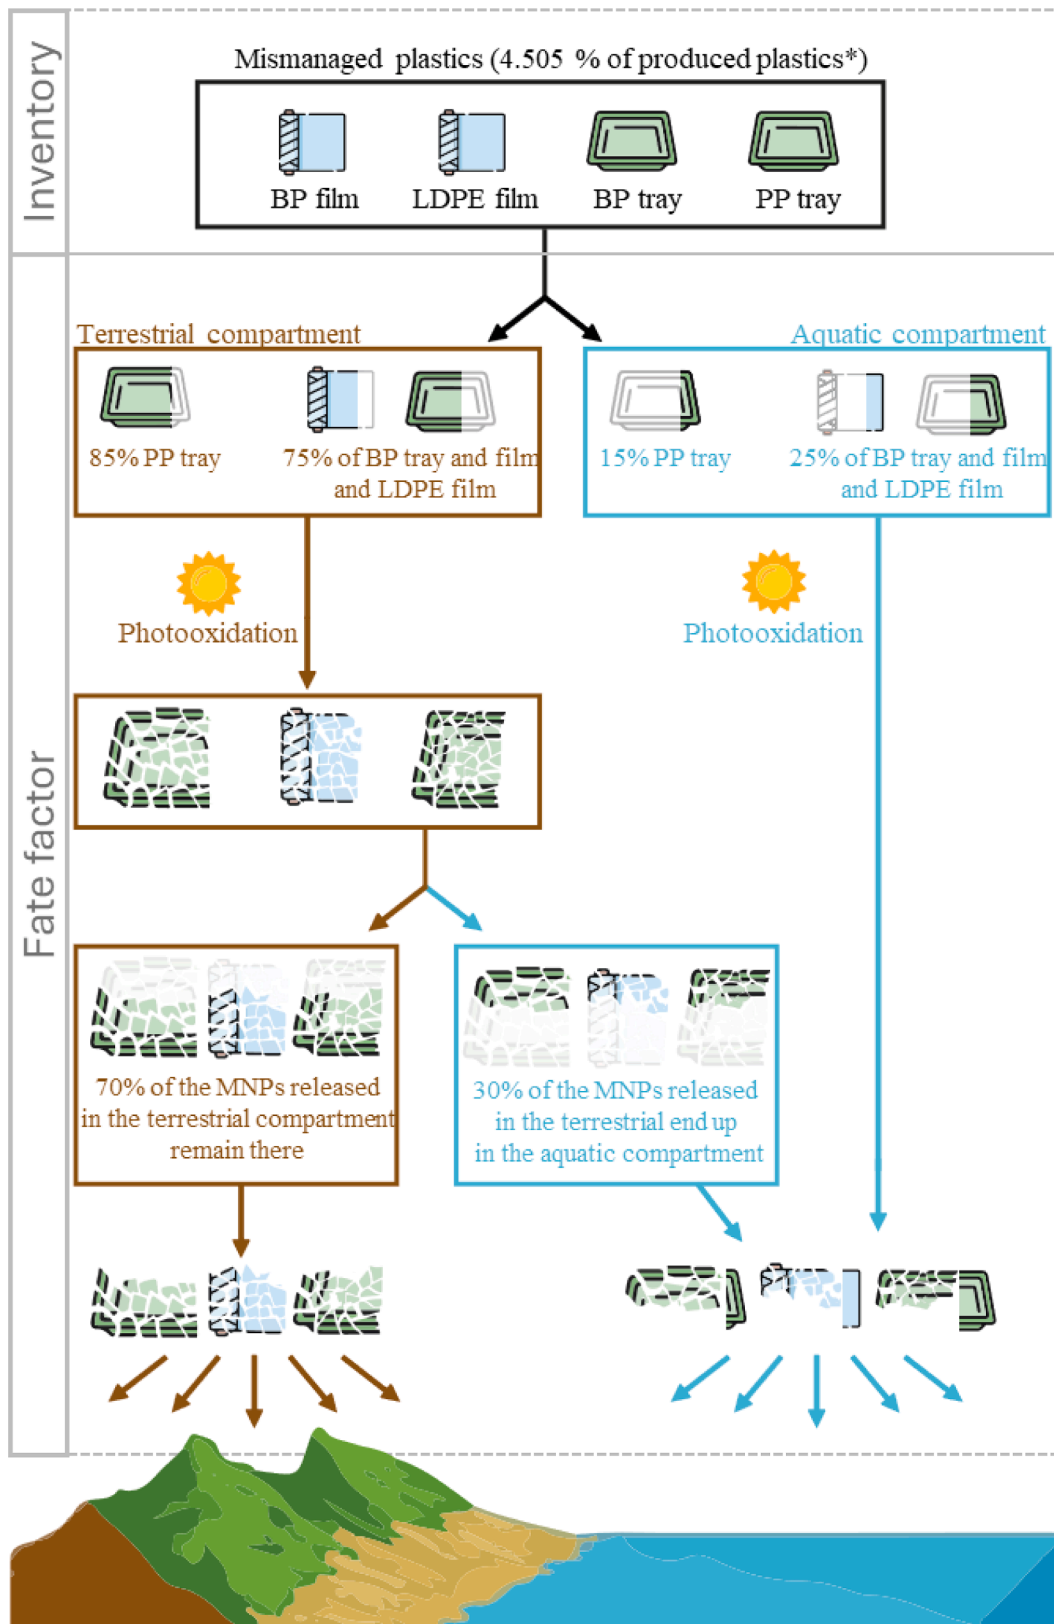 Inventory
Mismanaged plastics (4.505 % of produced plastics*)
BP film
LDPE film
BP tray
PP tray
Fate factor
Terrestrial compartment
85% PP tray
75% of BP tray and film
and LDPE film
Aquatic compartment
15% PP tray
25% of BP tray and film
and LDPE film
Photooxidation
Photooxidation
70% of the MNPs released
in the terrestrial compartment
remain there
30% of the MNPs released
in the terrestrial end up
in the aquatic compartment